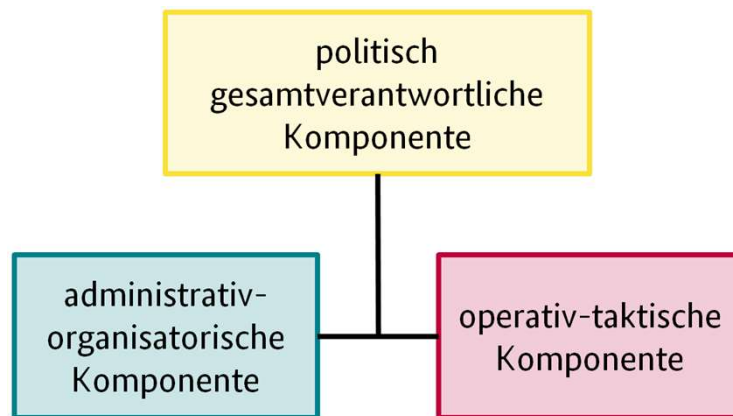 politisch
gesamtverantwortliche
Komponente
administrativ-
organisatorische
Komponente
operativ-taktische
Komponente